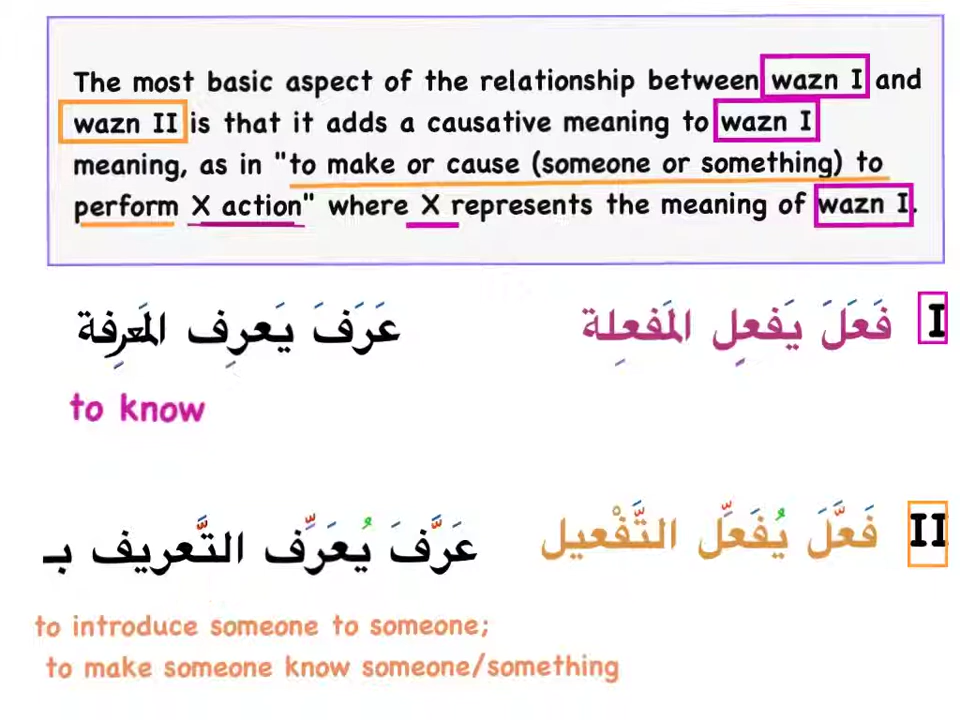 The most basic aspect of the relationship between wazn I and
wazn II is that it adds a causative meaning to wazn I
meaning, as in "to make or cause (someone or something) to
perform X action" where X represents the meaning of wazn I.
I فَعَلَ يَفعِل المَفعِلة عَرَفَ يَعرِف المَعرِفة
to know
II فَعَّلَ يُفَعِّل التَّفْعيل عَرَّفَ يُعَرِّف التَّعريف بـ
to introduce someone to someone;
to make someone know someone/something